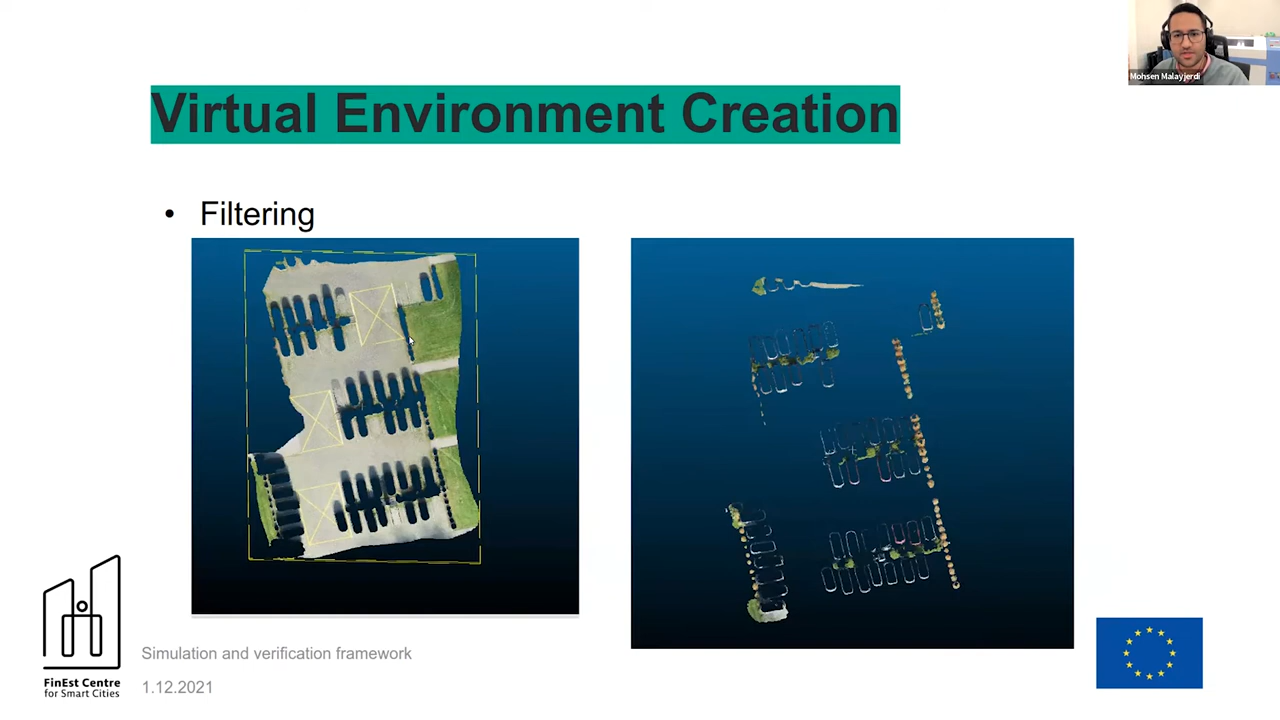 Mohsen Malayjerdi
Virtual Environment Creation
• Filtering
Simulation and verification framework
FinEst Centre
for Smart Cities
1.12.2021